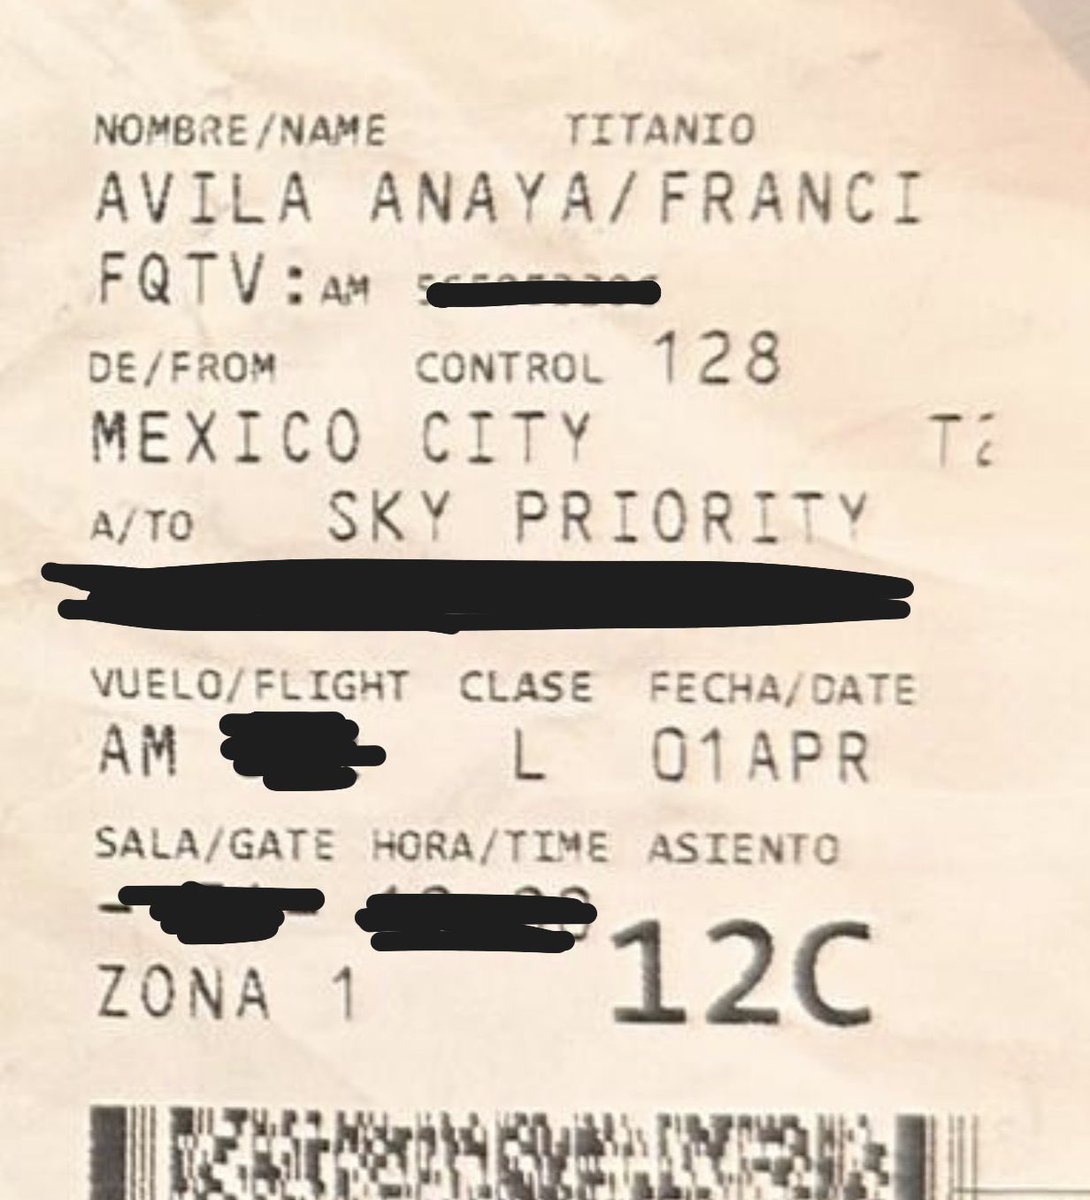 NOMBRE/NAME TITANIO
AVILA ANAYA/FRANCI
FQTV: AM
DE/FROM CONTROL 128
MEXICO CITY
A/TO SKY PRIORITY
VUELO/FLIGHT CLASE FECHA/DATE
AM L 01APR
SALA/GATE HORA/TIME ASIENTO
12C
ZONA 1